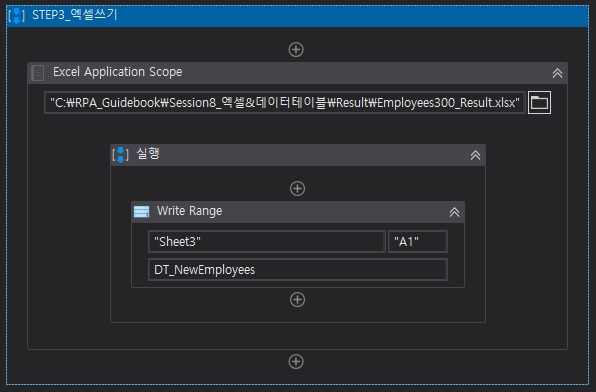 STEP3_엑셀쓰기
Excel Application Scope
"C:₩RPA_Guidebook₩Session8_엑셀&데이터테이블₩Result₩Employees300_Result.xlsx"
실행
Write Range
"Sheet3" "A1"
DT_NewEmployees